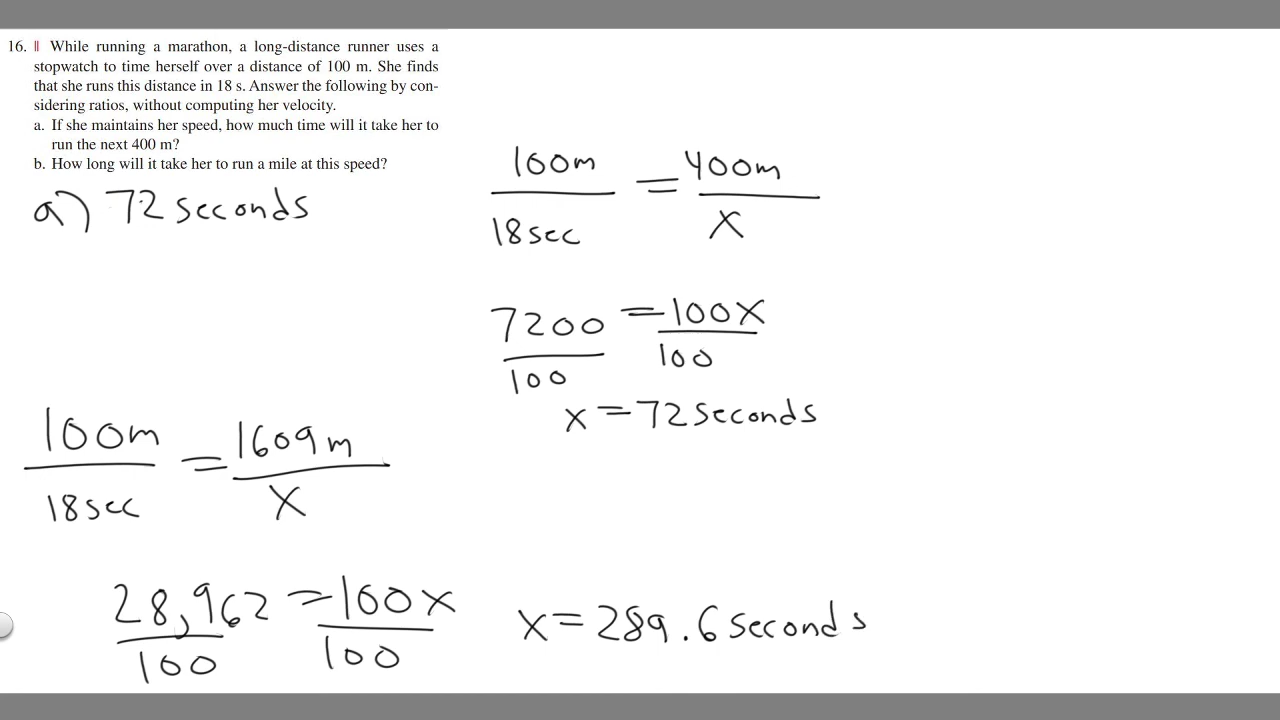 16. || While running a marathon, a long-distance runner uses a
stopwatch to time herself over a distance of 100 m. She finds
that she runs this distance in 18 s. Answer the following by con-
sidering ratios, without computing her velocity.
a. If she maintains her speed, how much time will it take her to
run the next 400 m?
b. How long will it take her to run a mile at this speed?
a) 72 seconds
100m = 400m
18sec X
7200 = 100X
100 100
x = 72 seconds
100m = 1609m
18sec X
28,962 = 100x
100 100
x = 289.6 seconds